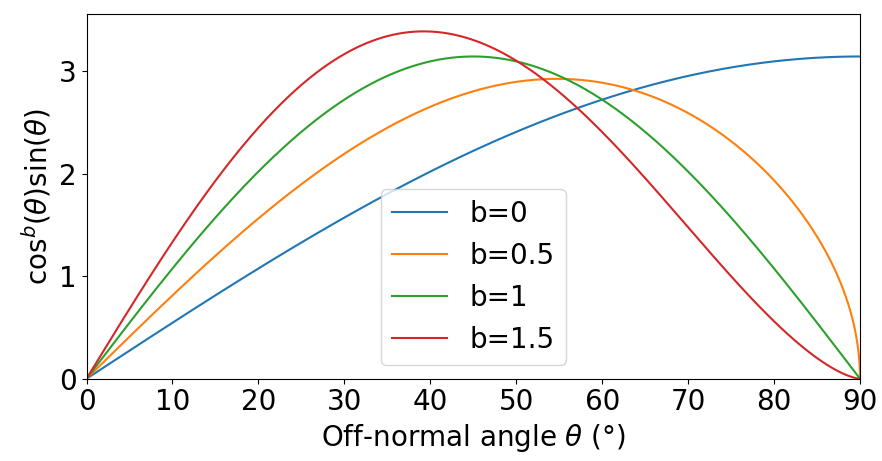 cosᵇ(θ)sin(θ)
3
2
1
0
b=0
b=0.5
b=1
b=1.5
0 10 20 30 40 50 60 70 80 90
Off-normal angle θ (°)